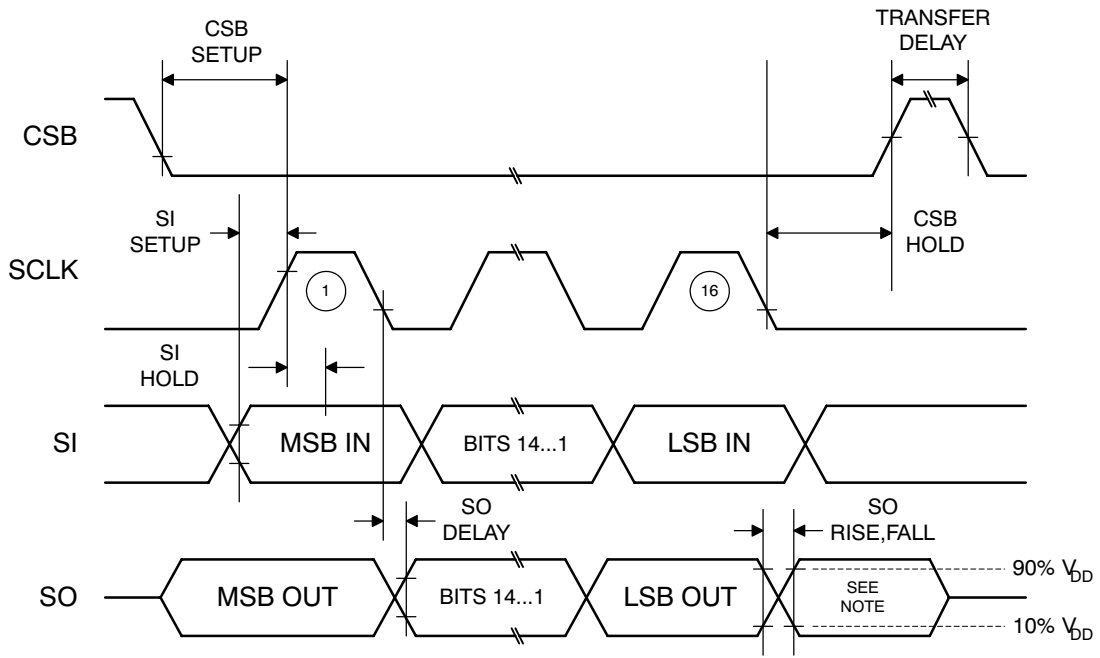 CSB
SETUP
TRANSFER
DELAY
CSB
SI
SETUP
CSB
HOLD
SCLK
1
16
SI
HOLD
SI
MSB IN
BITS 14...1
LSB IN
SO
DELAY
SO
RISE,FALL
SO
MSB OUT
BITS 14...1
LSB OUT
SEE
NOTE
90% VDD
10% VDD